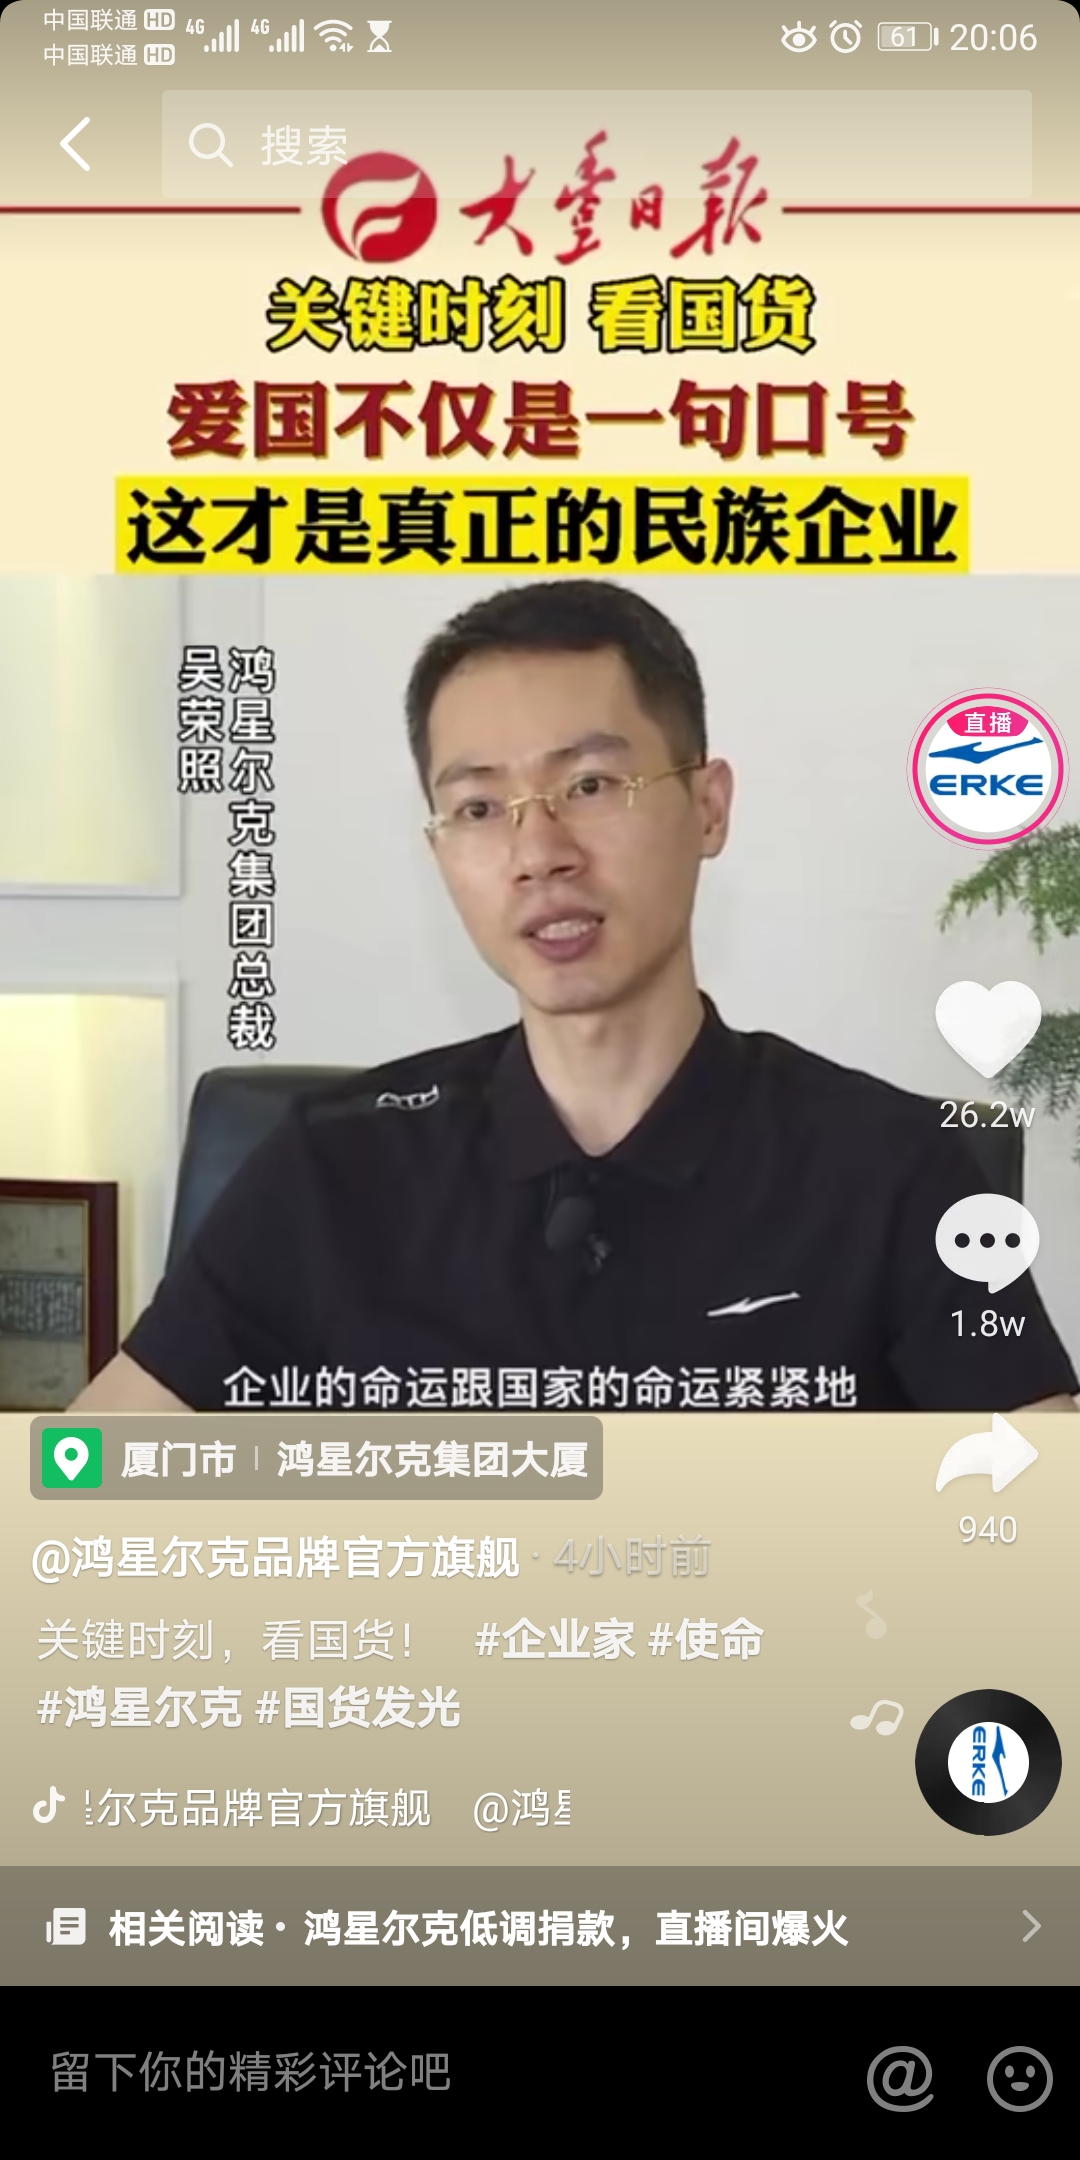 中国联通 HD 4G 4G 61 20:06
中国联通 HD
搜索
大众日报
关键时刻 看国货
爱国不仅是一句口号
这才是真正的民族企业
鸿星尔克集团总裁
吴荣照
直播
ERKE
26.2w
1.8w
企业的命运跟国家的命运紧紧地
厦门市 | 鸿星尔克集团大厦
940
@鸿星尔克品牌官方旗舰 · 4小时前
关键时刻，看国货！ #企业家 #使命
#鸿星尔克 #国货发光
ERKE
尔克品牌官方旗舰 @鸿
相关阅读· 鸿星尔克低调捐款，直播间爆火
留下你的精彩评论吧